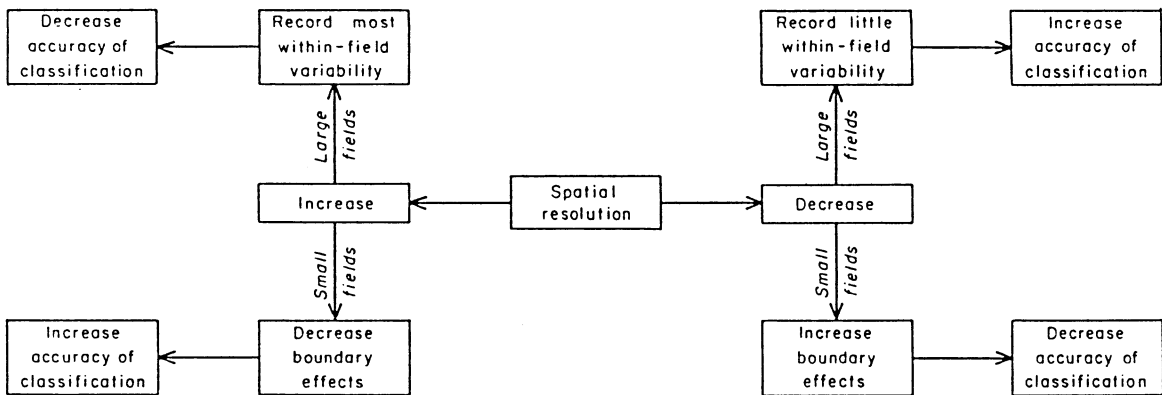 Decrease
accuracy of
classification
Record most
within-field
variability
Record little
within-field
variability
Increase
accuracy of
classification
Large
fields
Large
fields
Increase
Spatial
resolution
Decrease
Small
fields
Small
fields
Increase
accuracy of
classification
Decrease
boundary
effects
Increase
boundary
effects
Decrease
accuracy of
classification